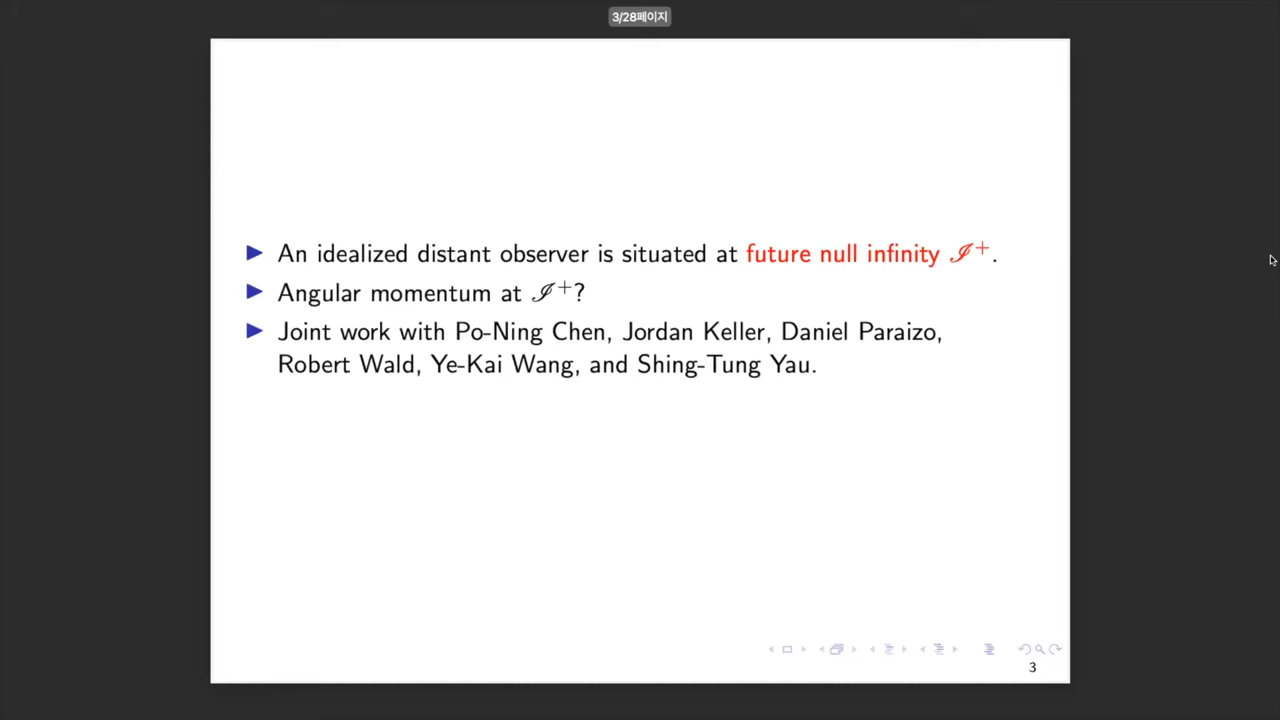 3/28페이지
▶ An idealized distant observer is situated at future null infinity ℐ⁺.
▶ Angular momentum at ℐ⁺?
▶ Joint work with Po-Ning Chen, Jordan Keller, Daniel Paraizo,
Robert Wald, Ye-Kai Wang, and Shing-Tung Yau.
3